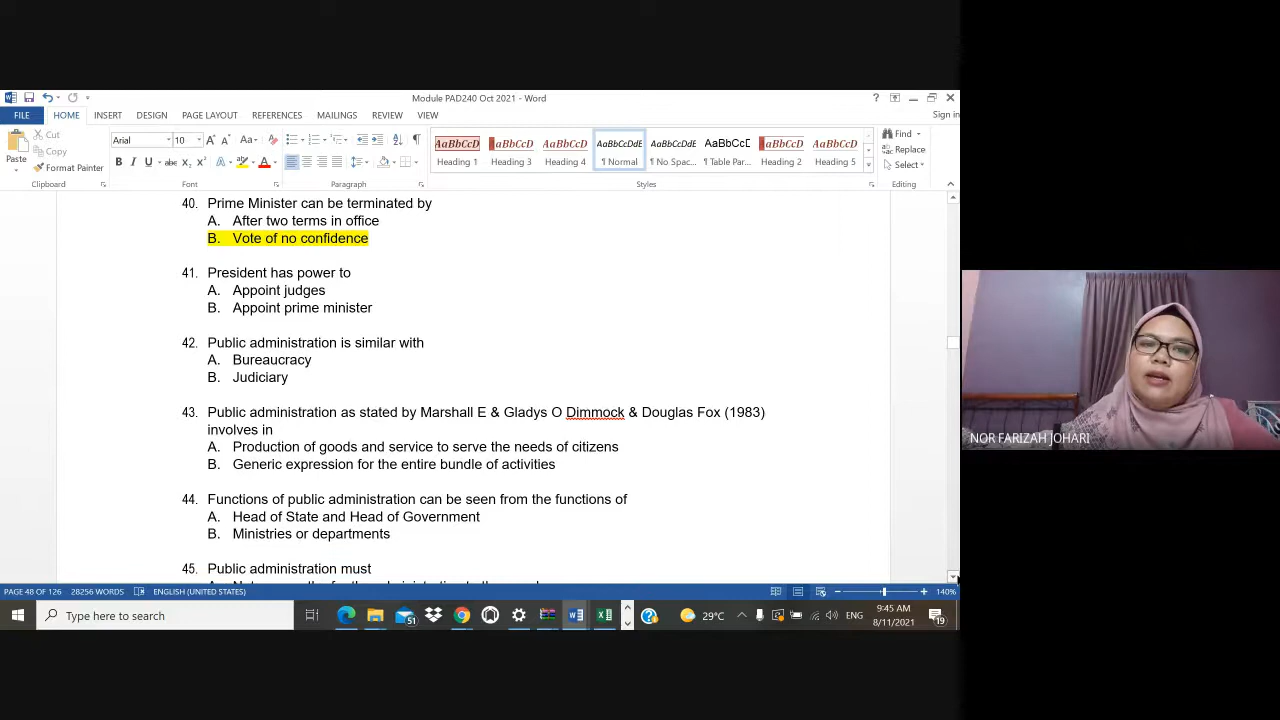 Module PAD240 Oct 2021 - Word
Sign in
FILE HOME INSERT DESIGN PAGE LAYOUT REFERENCES MAILINGS REVIEW VIEW
Cut
Copy
Format Painter
Paste
Clipboard
Arial 10
Font
Paragraph
AaBbCcD AaBbCcD AaBbCcD AaBbCcDdE AaBbCcDdE AaBbCc AaBbCcD AaBbCcD
Heading 1 Heading 3 Heading 4 ¶ Normal ¶ No Spac... ¶ Table Par... Heading 2 Heading 5
Styles
Find
Replace
Select
Editing
40. Prime Minister can be terminated by
A. After two terms in office
B. Vote of no confidence
41. President has power to
A. Appoint judges
B. Appoint prime minister
42. Public administration is similar with
A. Bureaucracy
B. Judiciary
43. Public administration as stated by Marshall E & Gladys O Dimmock & Douglas Fox (1983)
involves in
A. Production of goods and service to serve the needs of citizens
B. Generic expression for the entire bundle of activities
44. Functions of public administration can be seen from the functions of
A. Head of State and Head of Government
B. Ministries or departments
45. Public administration must
PAGE 48 OF 126 28256 WORDS ENGLISH (UNITED STATES) 140%
Type here to search
51
29°C
ENG
9:45 AM
8/11/2021
19
NOR FARIZAH JOHARI